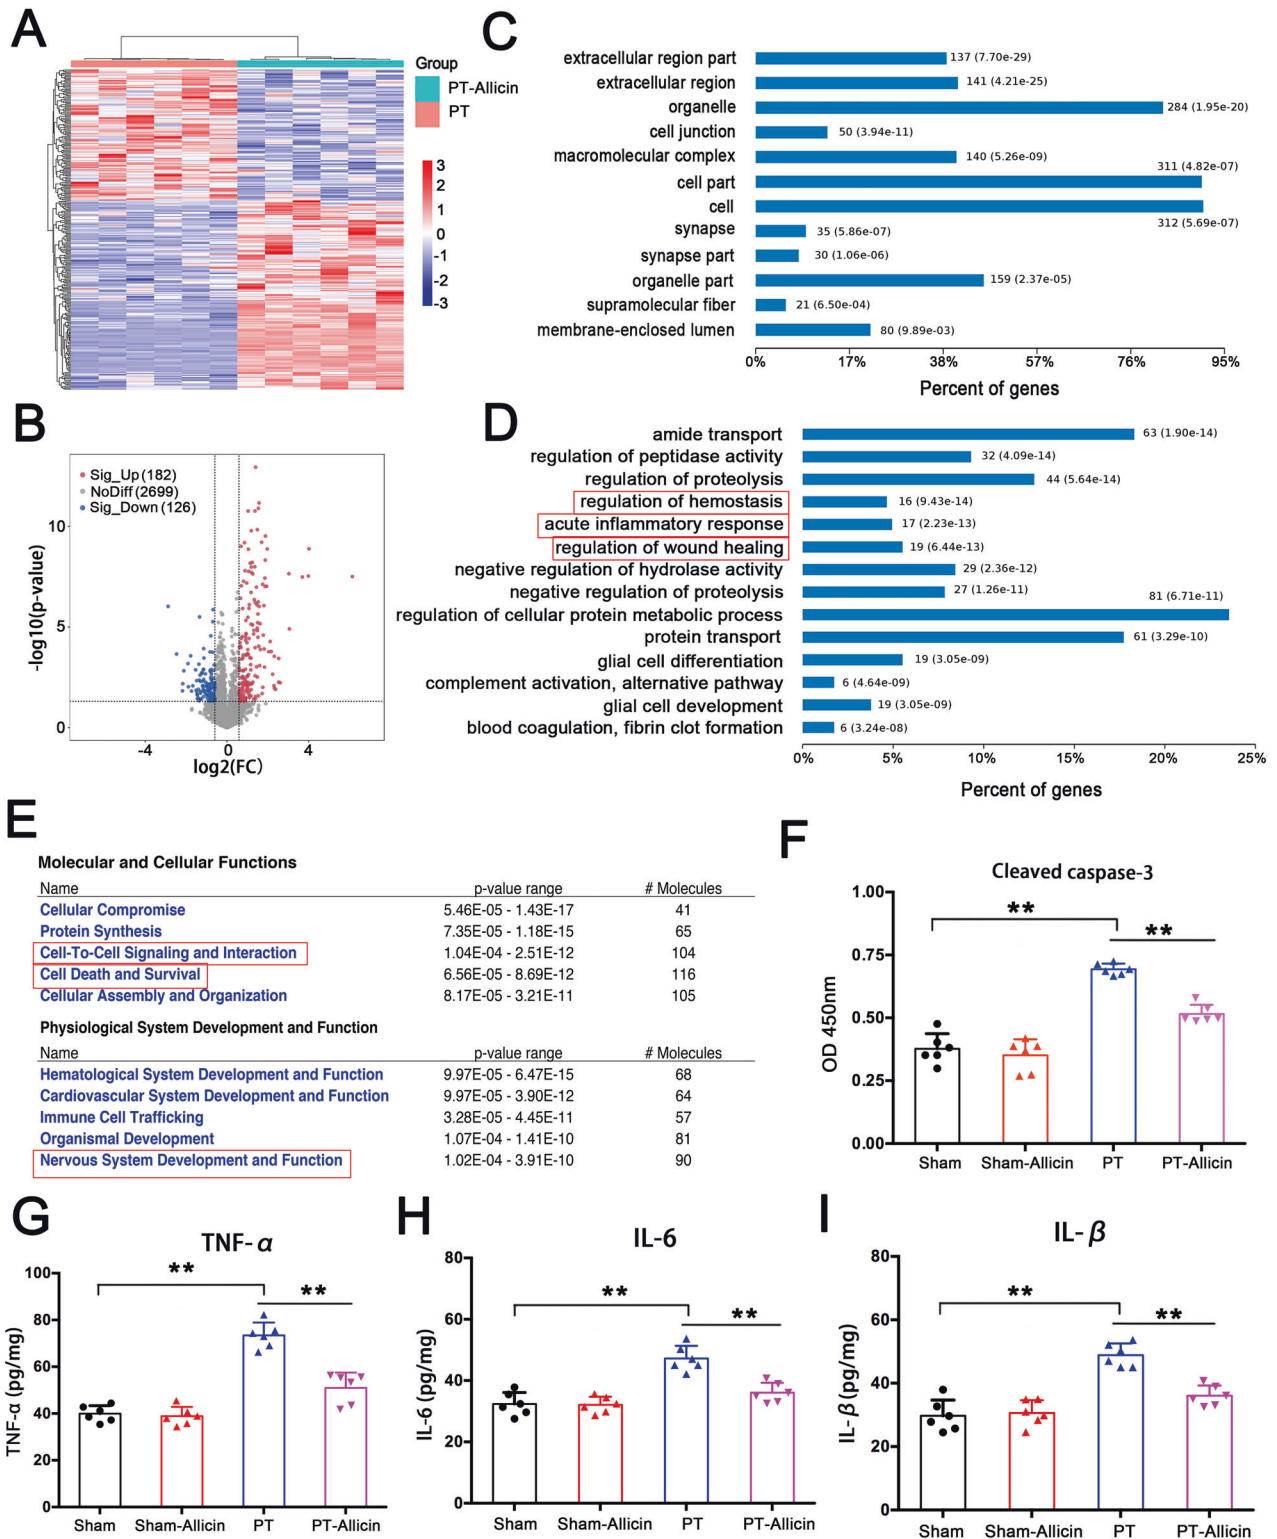 A
Group
PT-Allicin
PT
3
2
1
0
-1
-2
-3
B
Sig_Up (182)
NoDiff (2699)
Sig_Down (126)
-log10(p-value)
10
5
0
-4
0
4
log2(FC)
C
extracellular region part 137 (7.70e-29)
extracellular region 141 (4.21e-25)
organelle 284 (1.95e-20)
cell junction 50 (3.94e-11)
macromolecular complex 140 (5.26e-09)
cell part 311 (4.82e-07)
cell 312 (5.69e-07)
synapse 35 (5.86e-07)
synapse part 30 (1.06e-06)
organelle part 159 (2.37e-05)
supramolecular fiber 21 (6.50e-04)
membrane-enclosed lumen 80 (9.89e-03)
0% 17% 38% 57% 76% 95%
Percent of genes
D
amide transport 63 (1.90e-14)
regulation of peptidase activity 32 (4.09e-14)
regulation of proteolysis 44 (5.64e-14)
regulation of hemostasis 16 (9.43e-14)
acute inflammatory response 17 (2.23e-13)
regulation of wound healing 19 (6.44e-13)
negative regulation of hydrolase activity 29 (2.36e-12)
negative regulation of proteolysis 27 (1.26e-11)
regulation of cellular protein metabolic process 81 (6.71e-11)
protein transport 61 (3.29e-10)
glial cell differentiation 19 (3.05e-09)
complement activation, alternative pathway 6 (4.64e-09)
glial cell development 19 (3.05e-09)
blood coagulation, fibrin clot formation 6 (3.24e-08)
0% 5% 10% 15% 20% 25%
Percent of genes
E
Molecular and Cellular Functions
Name p-value range # Molecules
Cellular Compromise 5.46E-05 - 1.43E-17 41
Protein Synthesis 7.35E-05 - 1.18E-15 65
Cell-To-Cell Signaling and Interaction 1.04E-04 - 2.51E-12 104
Cell Death and Survival 6.56E-05 - 8.69E-12 116
Cellular Assembly and Organization 8.17E-05 - 3.21E-11 105
Physiological System Development and Function
Name p-value range # Molecules
Hematological System Development and Function 9.97E-05 - 6.47E-15 68
Cardiovascular System Development and Function 9.97E-05 - 3.90E-12 64
Immune Cell Trafficking 3.28E-05 - 4.45E-11 57
Organismal Development 1.07E-04 - 1.41E-10 81
Nervous System Development and Function 1.02E-04 - 3.91E-10 90
F
Cleaved caspase-3
OD 450nm
1.00
0.75
0.50
0.25
0.00
** **
Sham Sham-Allicin PT PT-Allicin
G
TNF-α
TNF-α (pg/mg)
100
80
60
40
20
0
** **
Sham Sham-Allicin PT PT-Allicin
H
IL-6
IL-6 (pg/mg)
80
60
40
20
0
** **
Sham Sham-Allicin PT PT-Allicin
I
IL-β
IL-β(pg/mg)
80
60
40
20
0
** **
Sham Sham-Allicin PT PT-Allicin